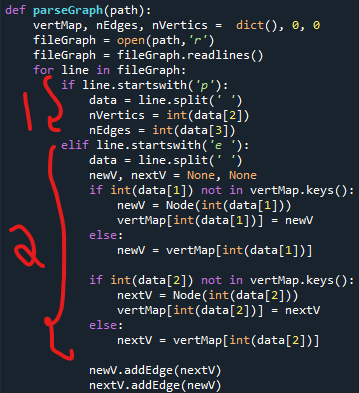 def parseGraph(path):
    vertMap, nEdges, nVertics =  dict(), 0, 0
    fileGraph = open(path,'r')
    fileGraph = fileGraph.readlines()
    for line in fileGraph:
        if line.startswith('p'):
            data = line.split(' ')
            nVertics = int(data[2])
            nEdges = int(data[3])
        elif line.startswith('e '):
            data = line.split(' ')
            newV, nextV = None, None
            if int(data[1]) not in vertMap.keys():
                newV = Node(int(data[1]))
                vertMap[int(data[1])] = newV
            else:
                newV = vertMap[int(data[1])]

            if int(data[2]) not in vertMap.keys():
                nextV = Node(int(data[2]))
                vertMap[int(data[2])] = nextV
            else:
                nextV = vertMap[int(data[2])]

            newV.addEdge(nextV)
            nextV.addEdge(newV)
1
2